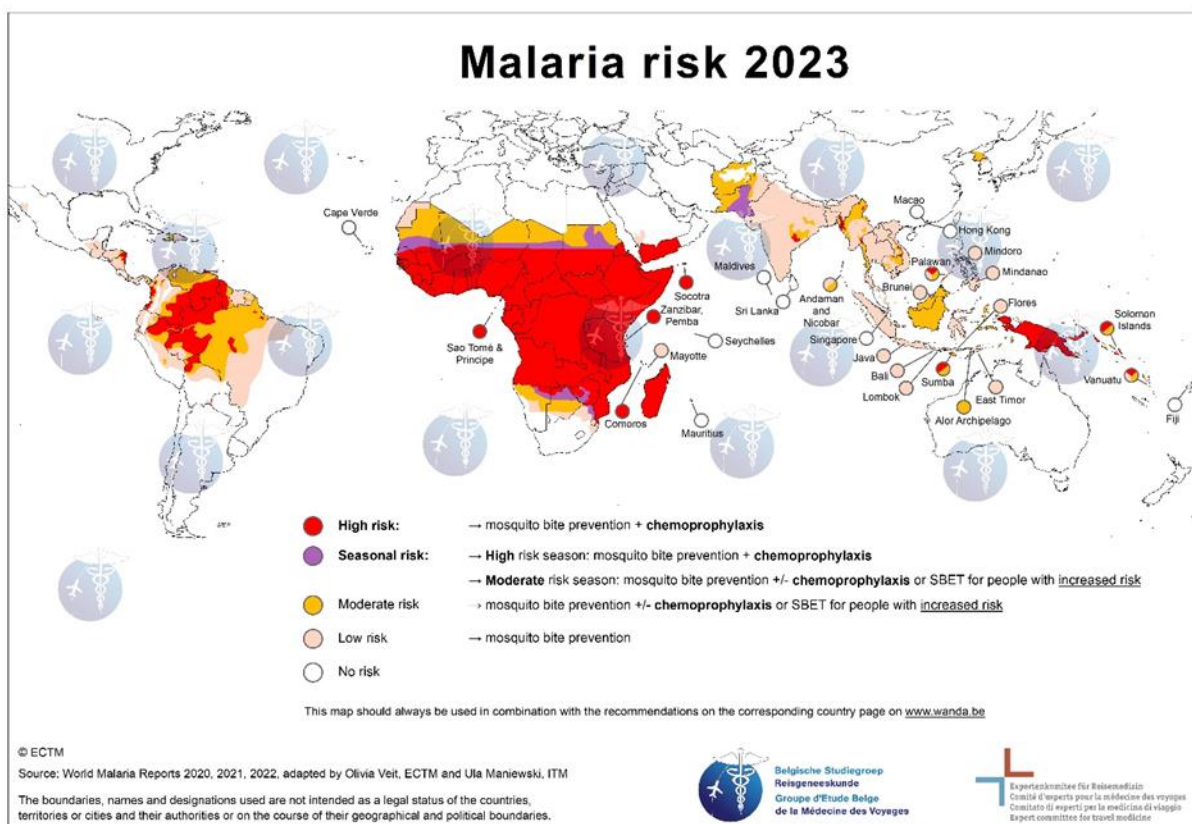 Malaria risk 2023
Cape Verde
Macao
Hong Kong
Mindoro
Palawan
Mindanao
Maldives
Brunei
Socotra
Sri Lanka
Andaman
and
Nicobar
Flores
Solomon
Islands
Zanzibar,
Pemba
Singapore
Sao Tomé &
Principe
Seychelles
Mayotte
Java
Bali
Sumba
Vanuatu
Lombok
East Timor
Comoros
Mauritius
Alor Archipelago
Fiji
High risk: → mosquito bite prevention + chemoprophylaxis
Seasonal risk: → High risk season: mosquito bite prevention + chemoprophylaxis
→ Moderate risk season: mosquito bite prevention +/- chemoprophylaxis or SBET for people with increased risk
Moderate risk → mosquito bite prevention +/- chemoprophylaxis or SBET for people with increased risk
Low risk → mosquito bite prevention
No risk
This map should always be used in combination with the recommendations on the corresponding country page on www.wanda.be
© ECTM
Source: World Malaria Reports 2020, 2021, 2022, adapted by Olivia Veit, ECTM and Ula Maniewski, ITM
The boundaries, names and designations used are not intended as a legal status of the countries,
territories or cities and their authorities or on the course of their geographical and political boundaries.
Belgische Studiegroep
Reisgeneeskunde
Groupe d'Etude Belge
de la Médecine des Voyages
Expertenkomitee für Reisemedizin
Comité d'experts pour la médecine des voyages
Comitato di esperti per la medicina di viaggio
Expert committee for travel medicine